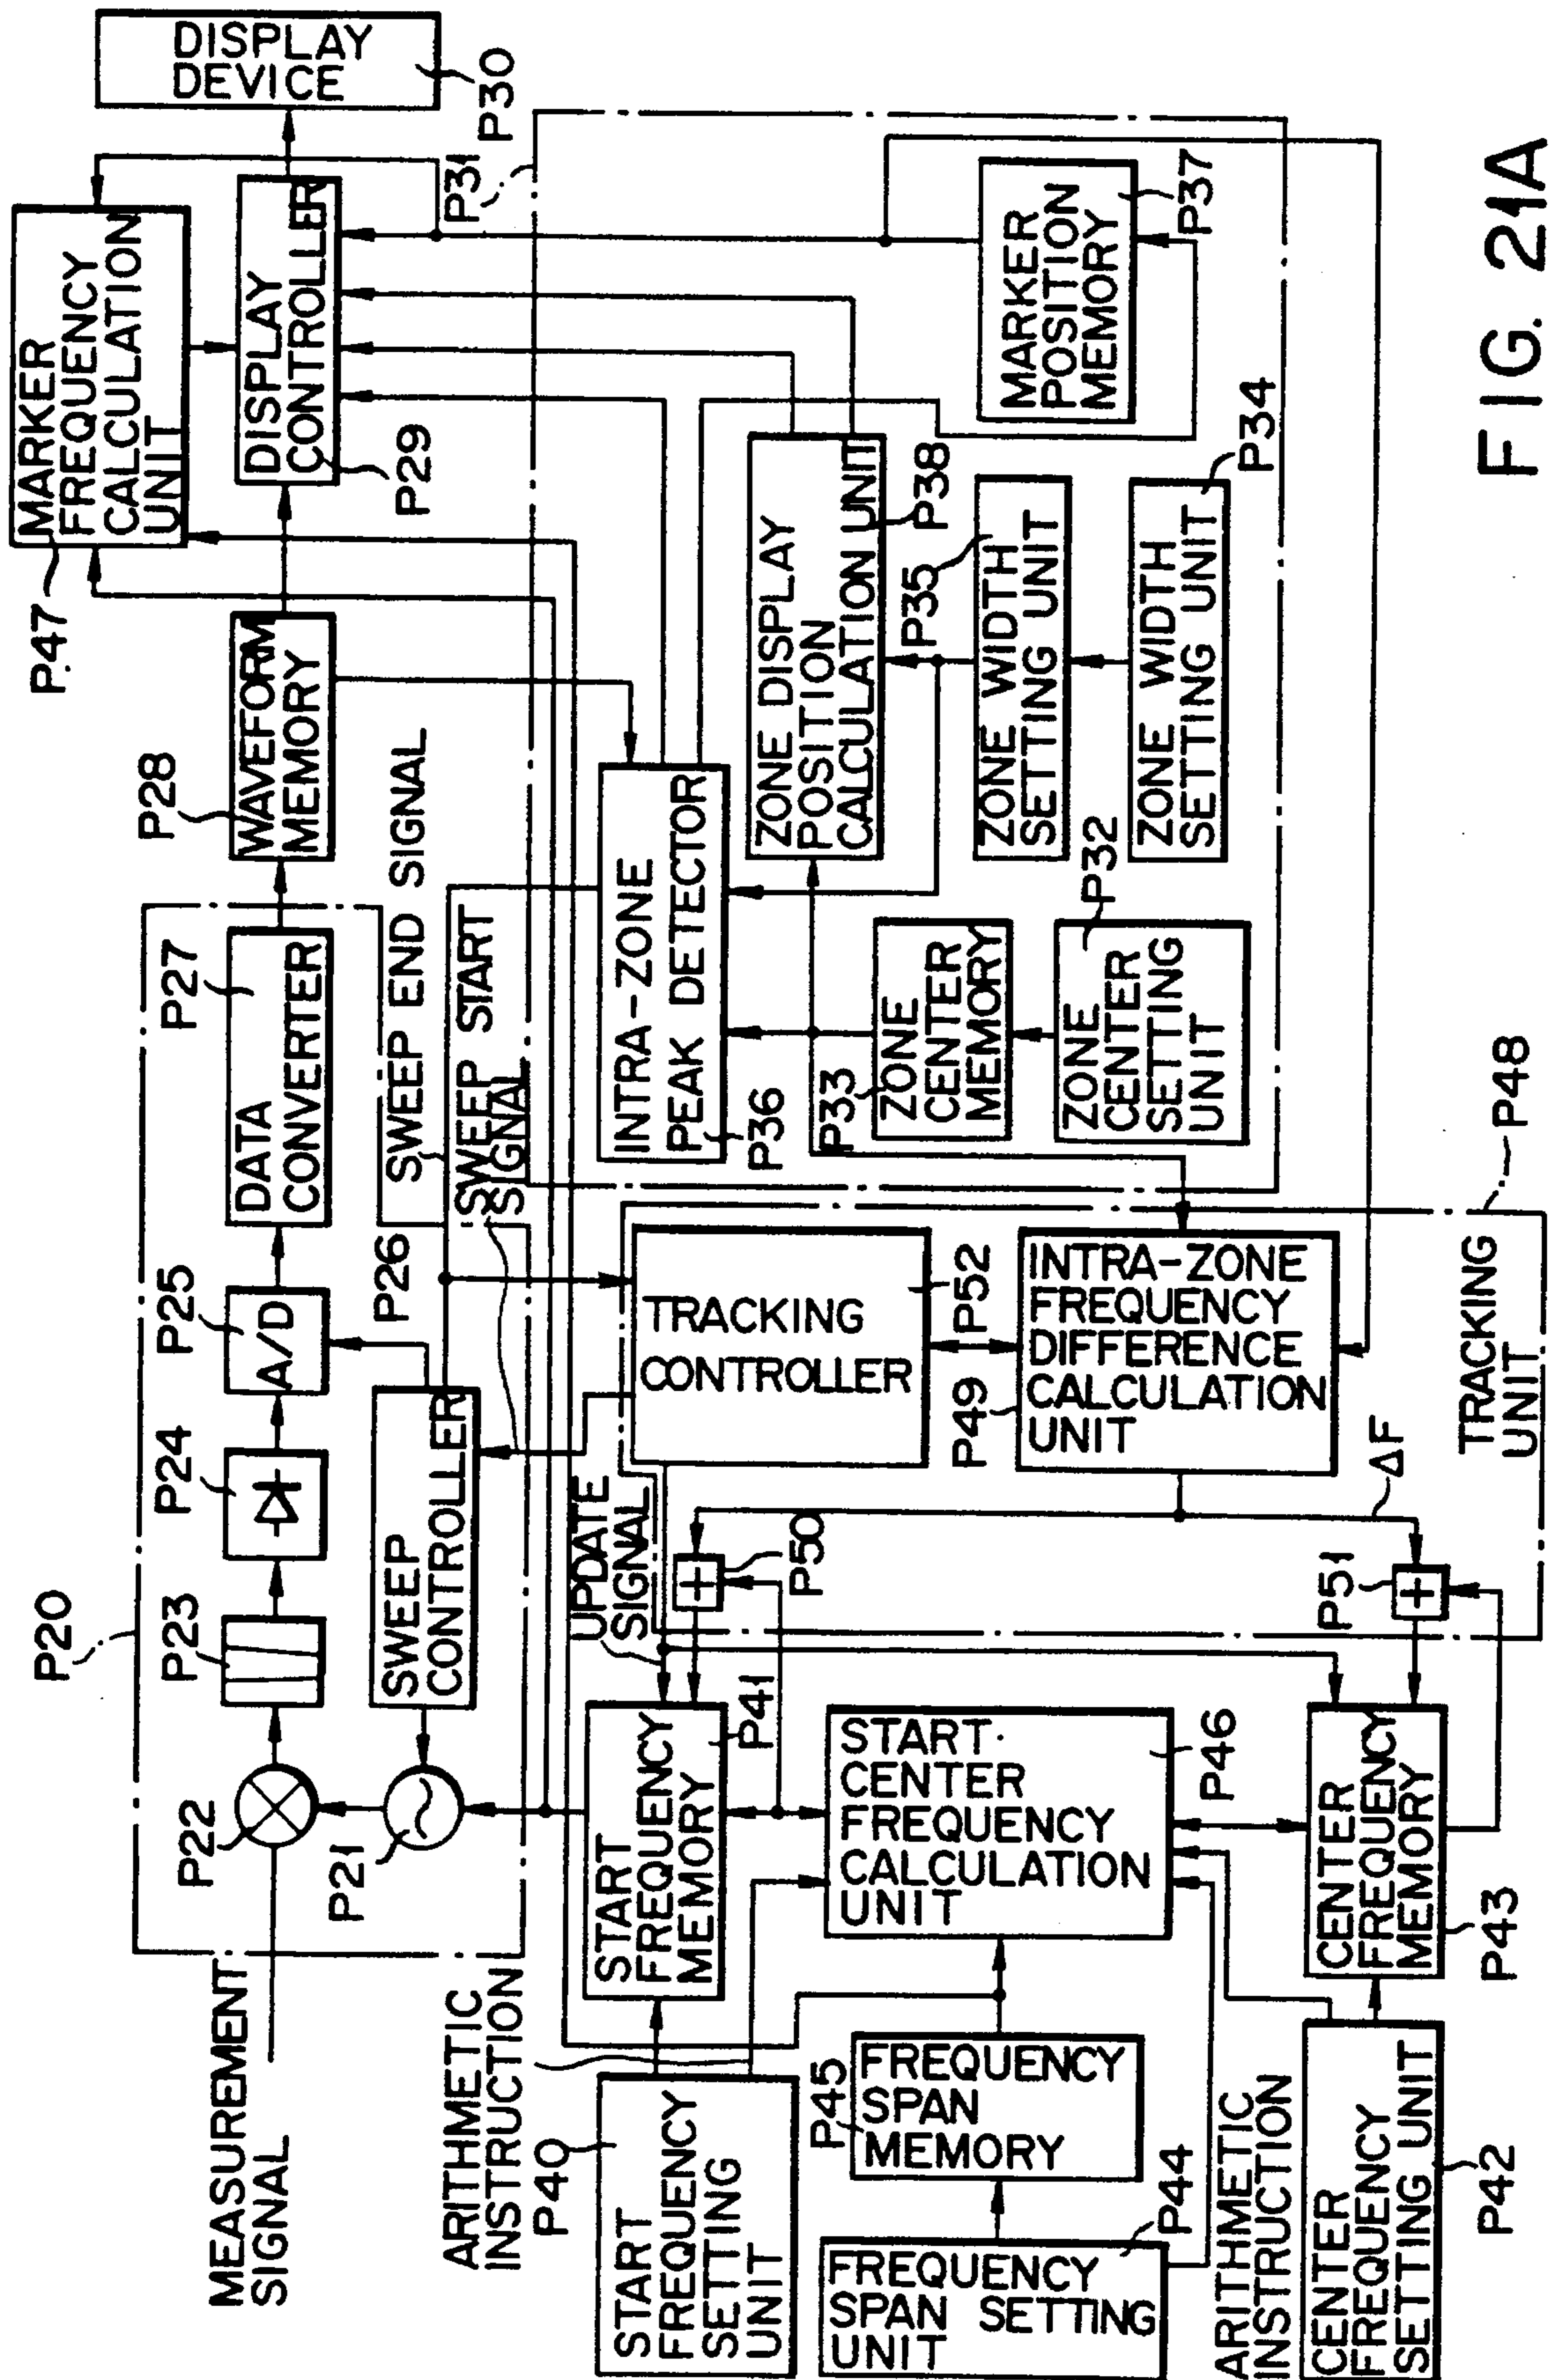 FIG. 21A
MEASUREMENT
SIGNAL
P20
P22
P21
P23
P24
P25
A/D
P26
SWEEP
CONTROLLER
P27
DATA
CONVERTER
P28
WAVEFORM
MEMORY
P47
MARKER
FREQUENCY
CALCULATION
UNIT
DISPLAY
CONTROLLER
P29
DISPLAY
DEVICE
P30
P31
SWEEP END SIGNAL
SWEEP START
SIGNAL
ARITHMETIC
INSTRUCTION
P40
START
FREQUENCY
SETTING
UNIT
START
FREQUENCY
MEMORY
P41
UPDATE
SIGNAL
P50
TRACKING
CONTROLLER
P52
INTRA-ZONE
PEAK DETECTOR
P36
ZONE DISPLAY
POSITION
CALCULATION UNIT
P38
MARKER
POSITION
MEMORY
P37
P33
ZONE
CENTER
MEMORY
P32
ZONE
CENTER
SETTING
UNIT
P35
ZONE WIDTH
SETTING UNIT
ZONE WIDTH
SETTING UNIT
P34
FREQUENCY
SPAN SETTING
UNIT
P44
P45
FREQUENCY
SPAN
MEMORY
START·
CENTER
FREQUENCY
CALCULATION
UNIT
P46
P49
INTRA-ZONE
FREQUENCY
DIFFERENCE
CALCULATION
UNIT
ΔF
P51
TRACKING
UNIT
P48
ARITHMETIC
INSTRUCTION
CENTER
FREQUENCY
SETTING UNIT
P42
CENTER
FREQUENCY
MEMORY
P43